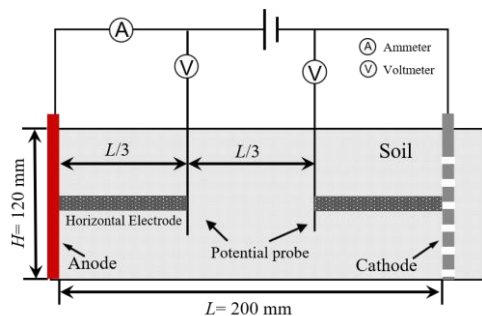 A
A Ammeter
V
V
V Voltmeter
L/3
L/3
Soil
H= 120 mm
Horizontal Electrode
Anode
Potential probe
Cathode
L= 200 mm